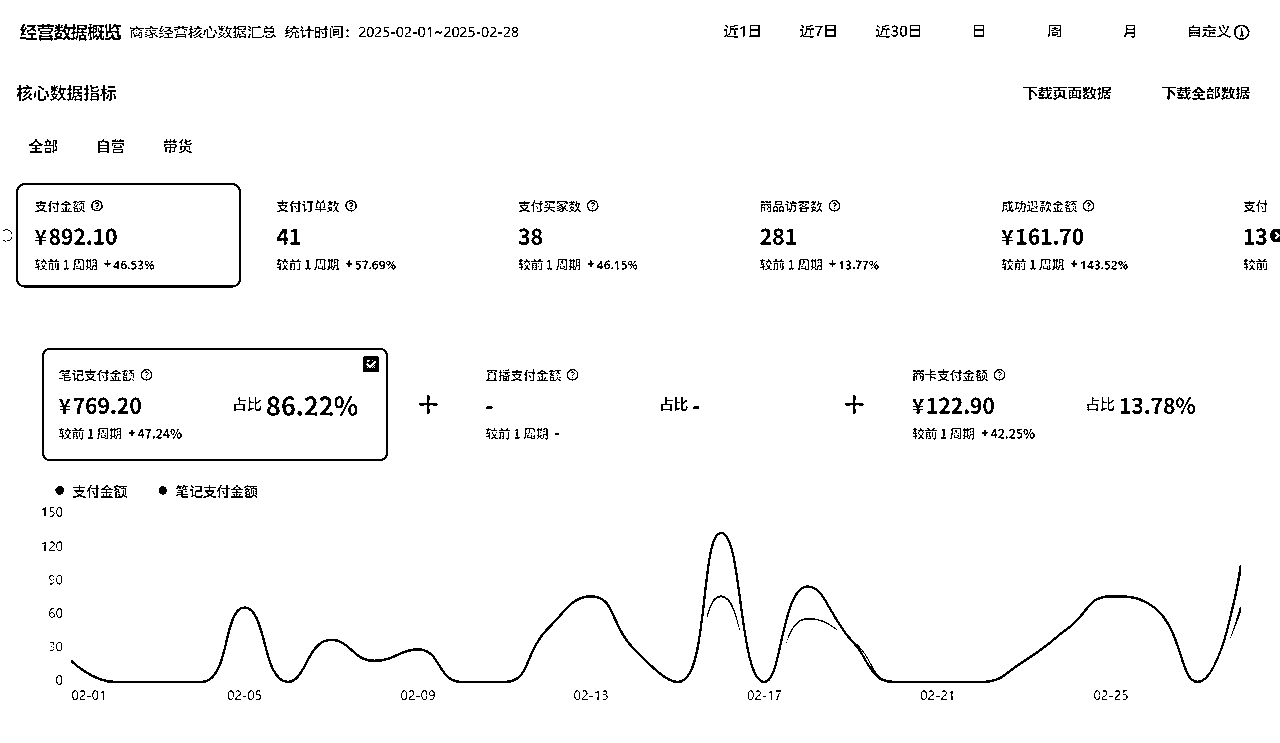 经营数据概览 商家经营核心数据汇总 统计时间：2025-02-01~2025-02-28 近1日 近7日 近30日 日 周 月 自定义
核心数据指标 下载页面数据 下载全部数据
全部 自营 带货
支付金额 支付订单数 支付买家数 商品访客数 成功退款金额 支付
¥892.10 41 38 281 ¥161.70 13
较前1周期 +46.53% 较前1周期 +57.69% 较前1周期 +46.15% 较前1周期 +13.77% 较前1周期 +143.52% 较前
笔记支付金额 直播支付金额 商卡支付金额
¥769.20 占比 86.22% + - 占比 - + ¥122.90 占比 13.78%
较前1周期 +47.24% 较前1周期 - 较前1周期 +42.25%
支付金额 笔记支付金额
150
120
90
60
30
0
02-01 02-05 02-09 02-13 02-17 02-21 02-25